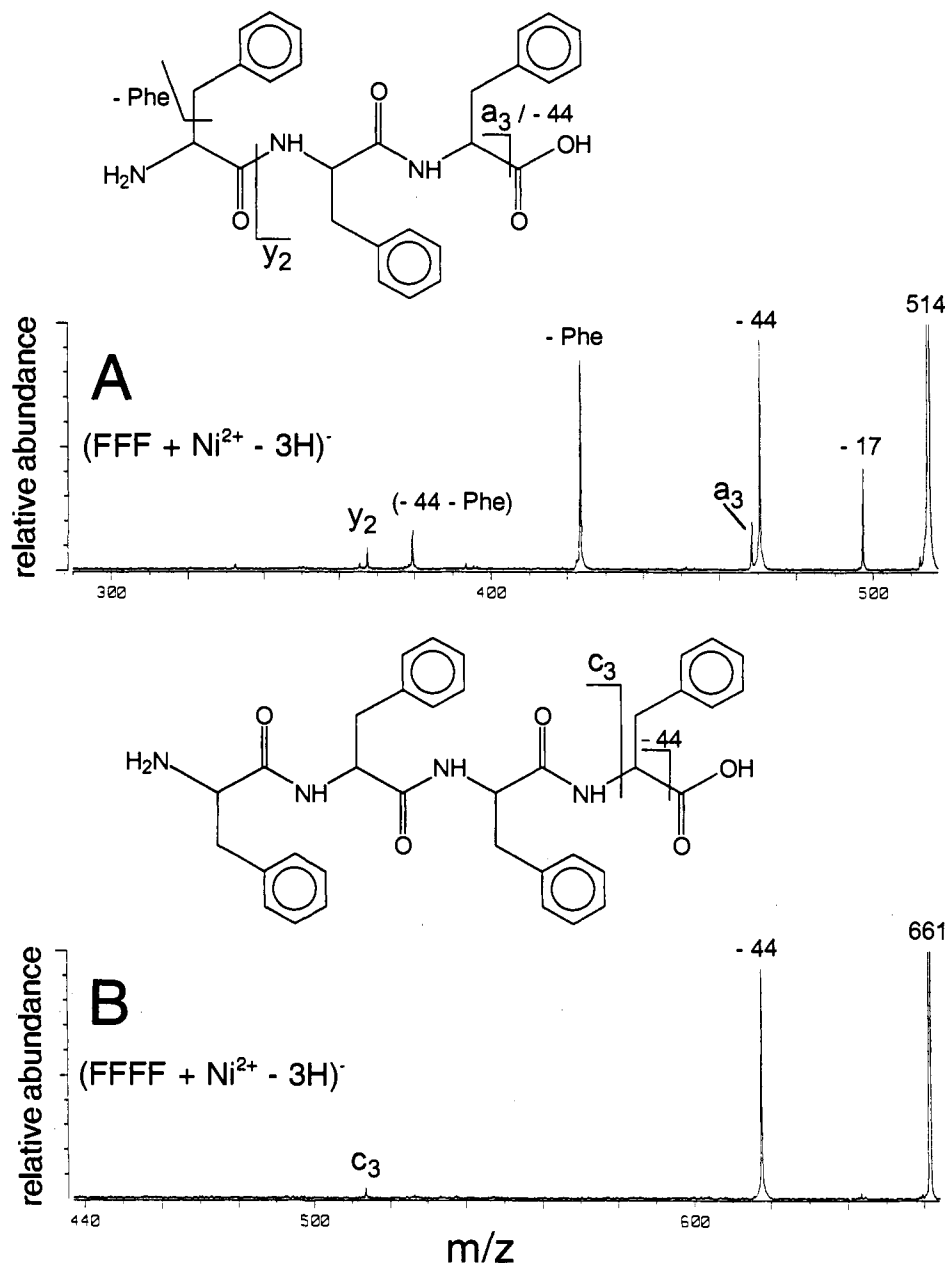 - Phe
O
NH
a₃ / - 44
OH
H₂N
O
NH
O
y₂
514
- 44
- Phe
A
(FFF + Ni²⁺ - 3H)⁻
- 17
a₃
(- 44 - Phe)
y₂
relative abundance
300 400 500
c₃
O
O
- 44
H₂N
NH
OH
NH
NH
O
O
661
- 44
B
(FFFF + Ni²⁺ - 3H)⁻
c₃
relative abundance
440 500 600
m/z